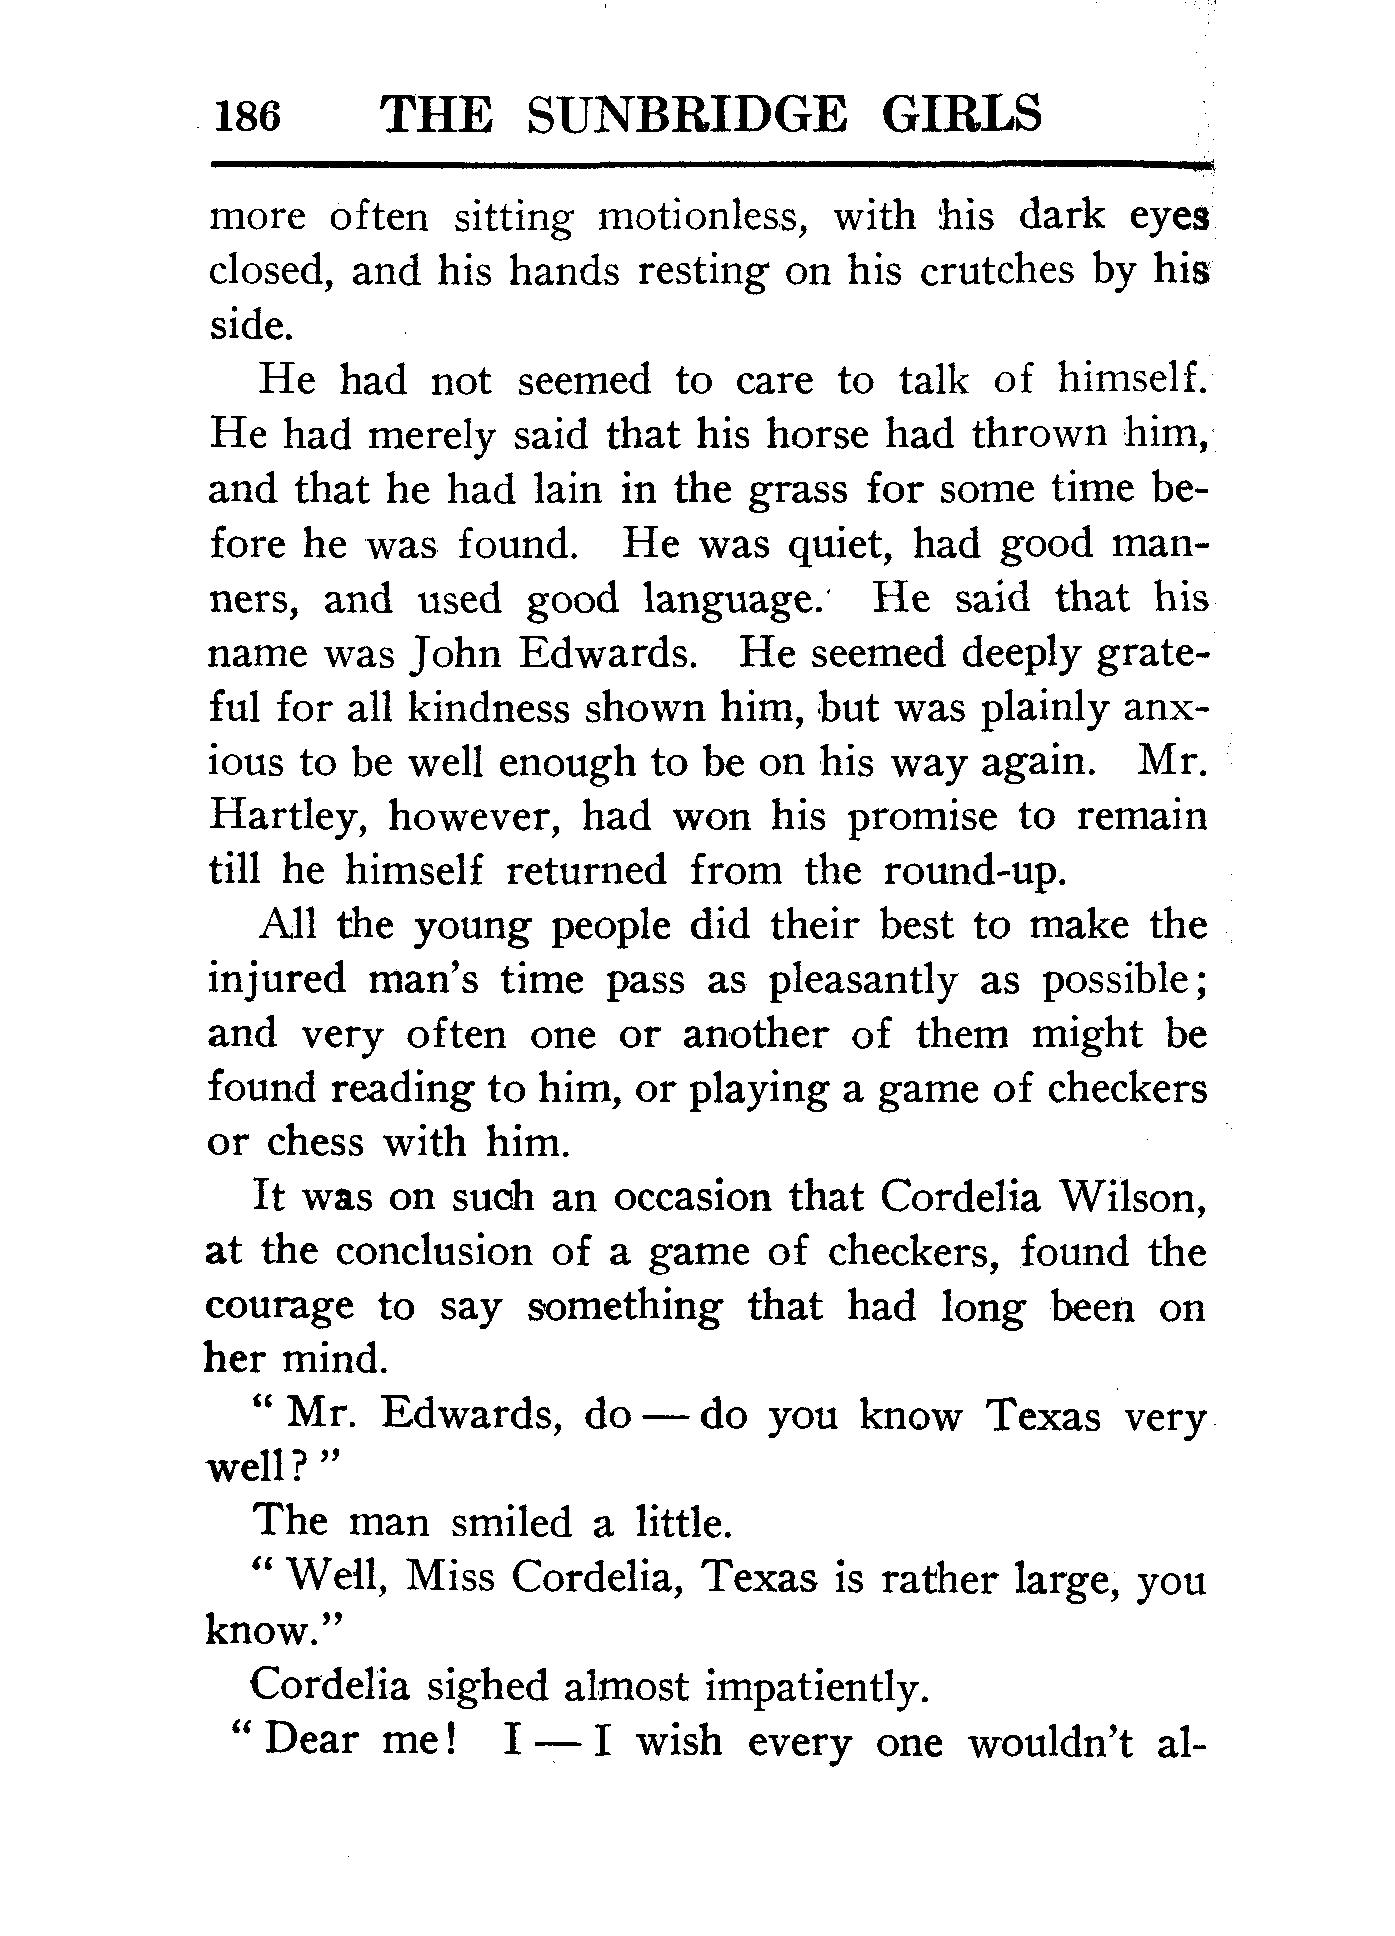 186 THE SUNBRIDGE GIRLS
more often sitting motionless, with his dark eyes
closed, and his hands resting on his crutches by his
side.
He had not seemed to care to talk of himself.
He had merely said that his horse had thrown him,
and that he had lain in the grass for some time be-
fore he was found. He was quiet, had good man-
ners, and used good language. He said that his
name was John Edwards. He seemed deeply grate-
ful for all kindness shown him, but was plainly anx-
ious to be well enough to be on his way again. Mr.
Hartley, however, had won his promise to remain
till he himself returned from the round-up.
All the young people did their best to make the
injured man's time pass as pleasantly as possible;
and very often one or another of them might be
found reading to him, or playing a game of checkers
or chess with him.
It was on such an occasion that Cordelia Wilson,
at the conclusion of a game of checkers, found the
courage to say something that had long been on
her mind.
" Mr. Edwards, do — do you know Texas very
well? "
The man smiled a little.
" Well, Miss Cordelia, Texas is rather large, you
know."
Cordelia sighed almost impatiently.
" Dear me! I — I wish every one wouldn't al-